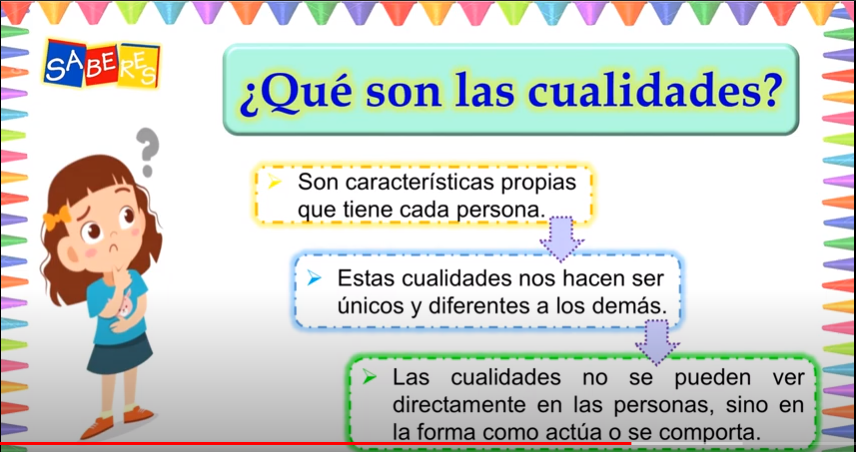 SABERES
¿Qué son las cualidades?
Son características propias
que tiene cada persona.
Estas cualidades nos hacen ser
únicos y diferentes a los demás.
Las cualidades no se pueden ver
directamente en las personas, sino en
la forma como actúa o se comporta.